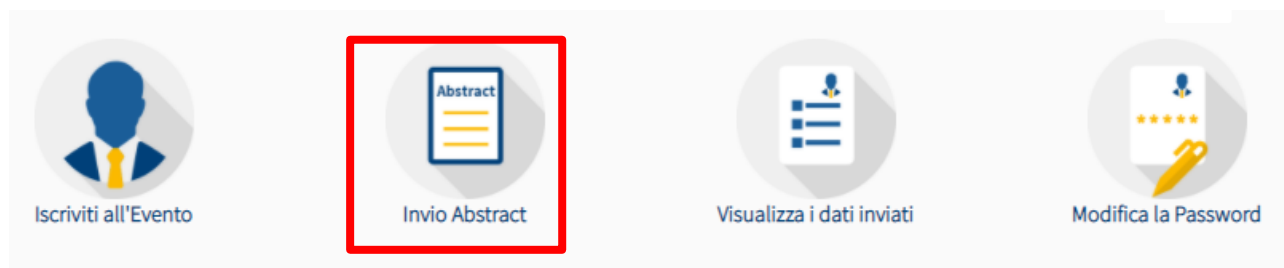 Abstract
Iscriviti all'Evento
Invio Abstract
Visualizza i dati inviati
Modifica la Password